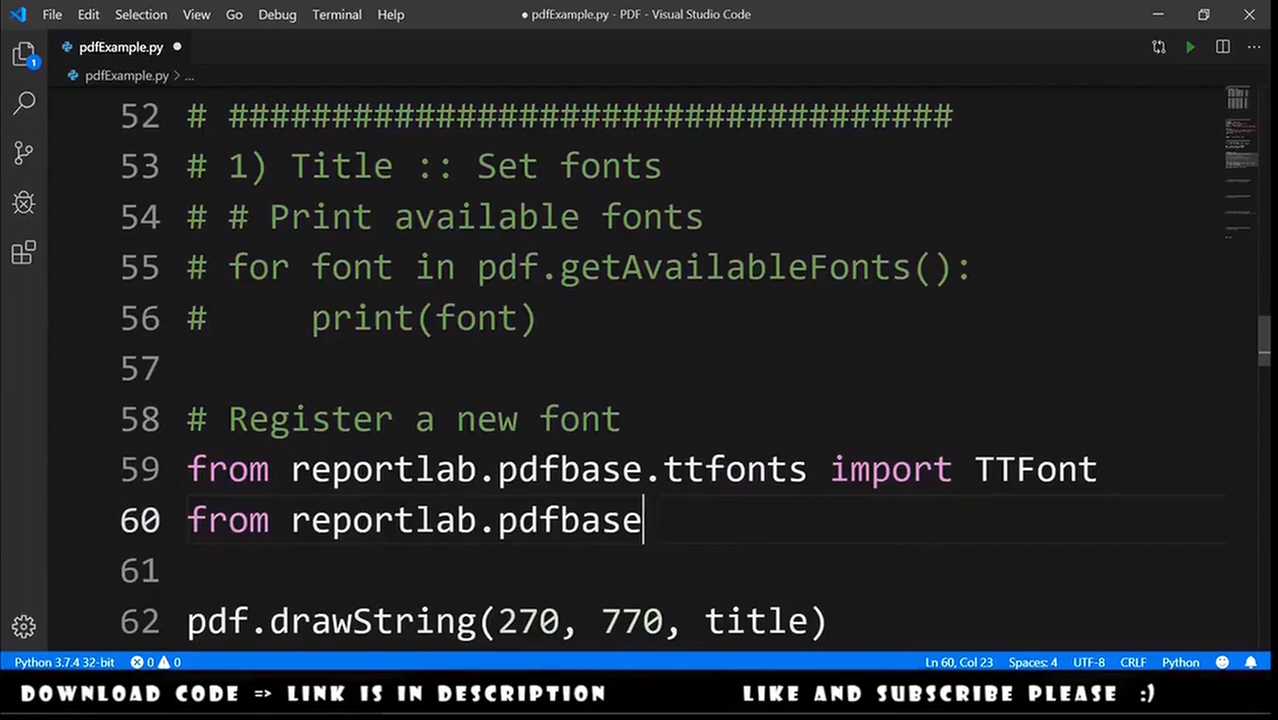 File Edit Selection View Go Debug Terminal Help ● pdfExample.py - PDF - Visual Studio Code
pdfExample.py ●
pdfExample.py > ...
1
52 # ###################################
53 # 1) Title :: Set fonts
54 # # Print available fonts
55 # for font in pdf.getAvailableFonts():
56 #     print(font)
57
58 # Register a new font
59 from reportlab.pdfbase.ttfonts import TTFont
60 from reportlab.pdfbase
61
62 pdf.drawString(270, 770, title)
Python 3.7.4 32-bit 0 0 Ln 60, Col 23 Spaces: 4 UTF-8 CRLF Python
DOWNLOAD CODE => LINK IS IN DESCRIPTION LIKE AND SUBSCRIBE PLEASE :)